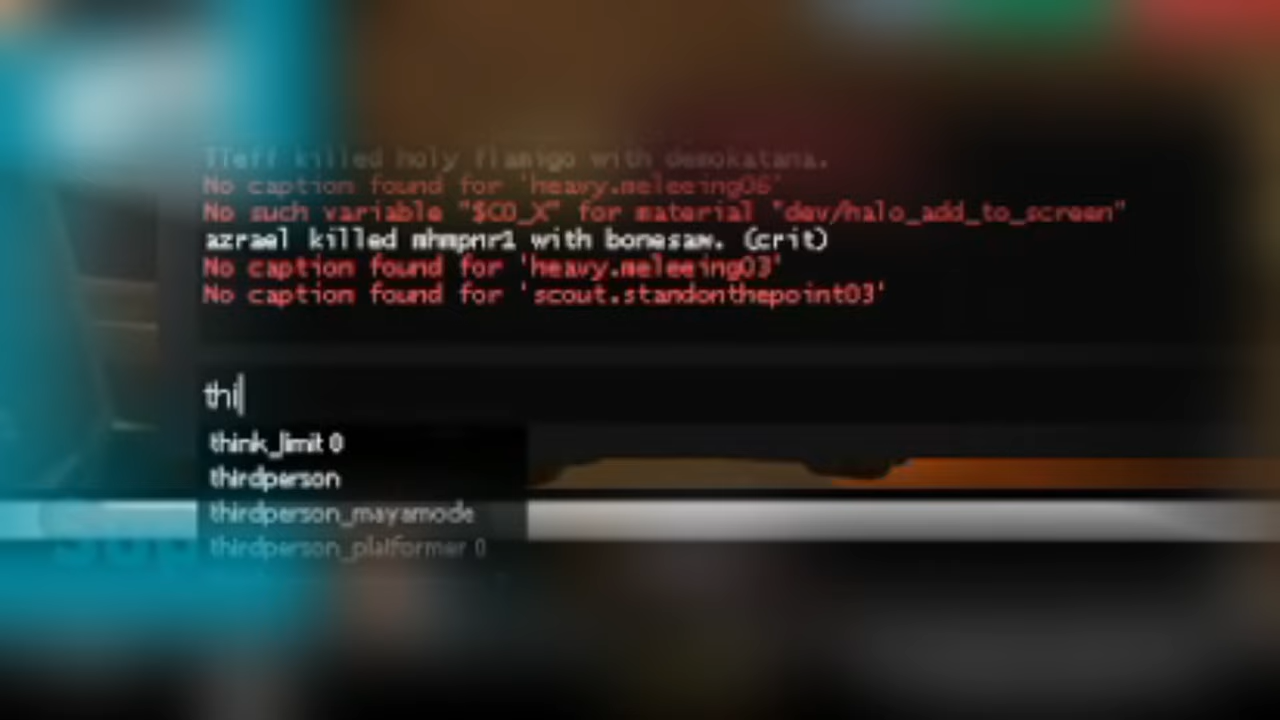 killed holy flamigo with demokatana.
No caption found for 'heavy.meleeing06'
No such variable "$C0_X" for material "dev/halo_add_to_screen"
azrael killed mhmpnr1 with bonesaw. (crit)
No caption found for 'heavy.meleeing03'
No caption found for 'scout.standonthepoint03'
thi
think_limit 0
thirdperson
thirdperson_mayamode
thirdperson_platformer 0